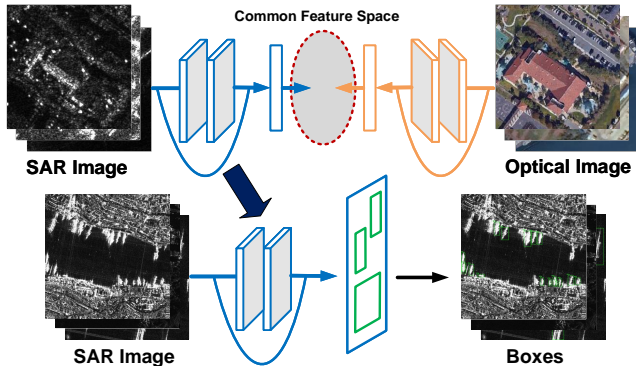 Common Feature Space
SAR Image
Optical Image
SAR Image
Boxes